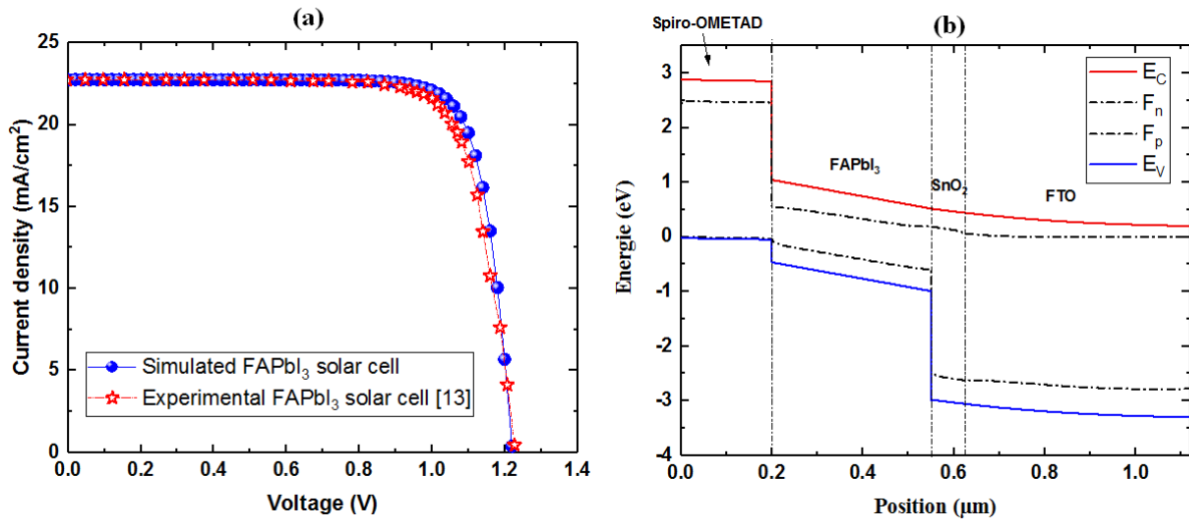 (a)
Current density (mA/cm²)
25
20
15
10
5
0
0.0 0.2 0.4 0.6 0.8 1.0 1.2 1.4
Voltage (V)
Simulated FAPbI₃ solar cell
Experimental FAPbI₃ solar cell [13]
(b)
Spiro-OMETAD
Energie (eV)
3
2
1
0
-1
-2
-3
-4
FAPbI₃
SnO₂
FTO
E_C
F_n
F_p
E_V
0.0 0.2 0.4 0.6 0.8 1.0
Position (μm)